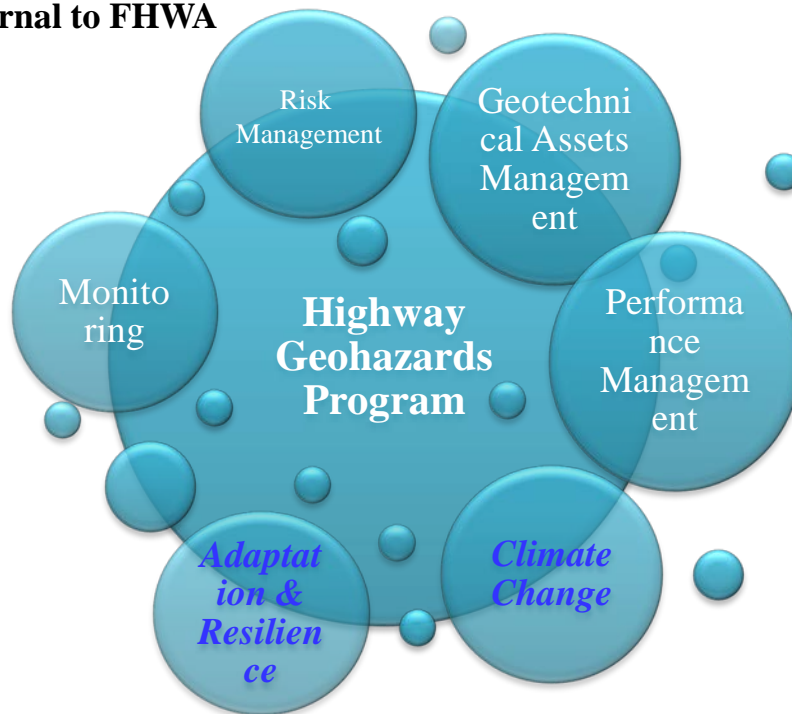 rnal to FHWA
Risk
Management
Geotechni
cal Assets
Managem
ent
Monito
ring
Highway
Geohazards
Program
Performa
nce
Managem
ent
Adaptat
ion &
Resilien
ce
Climate
Change